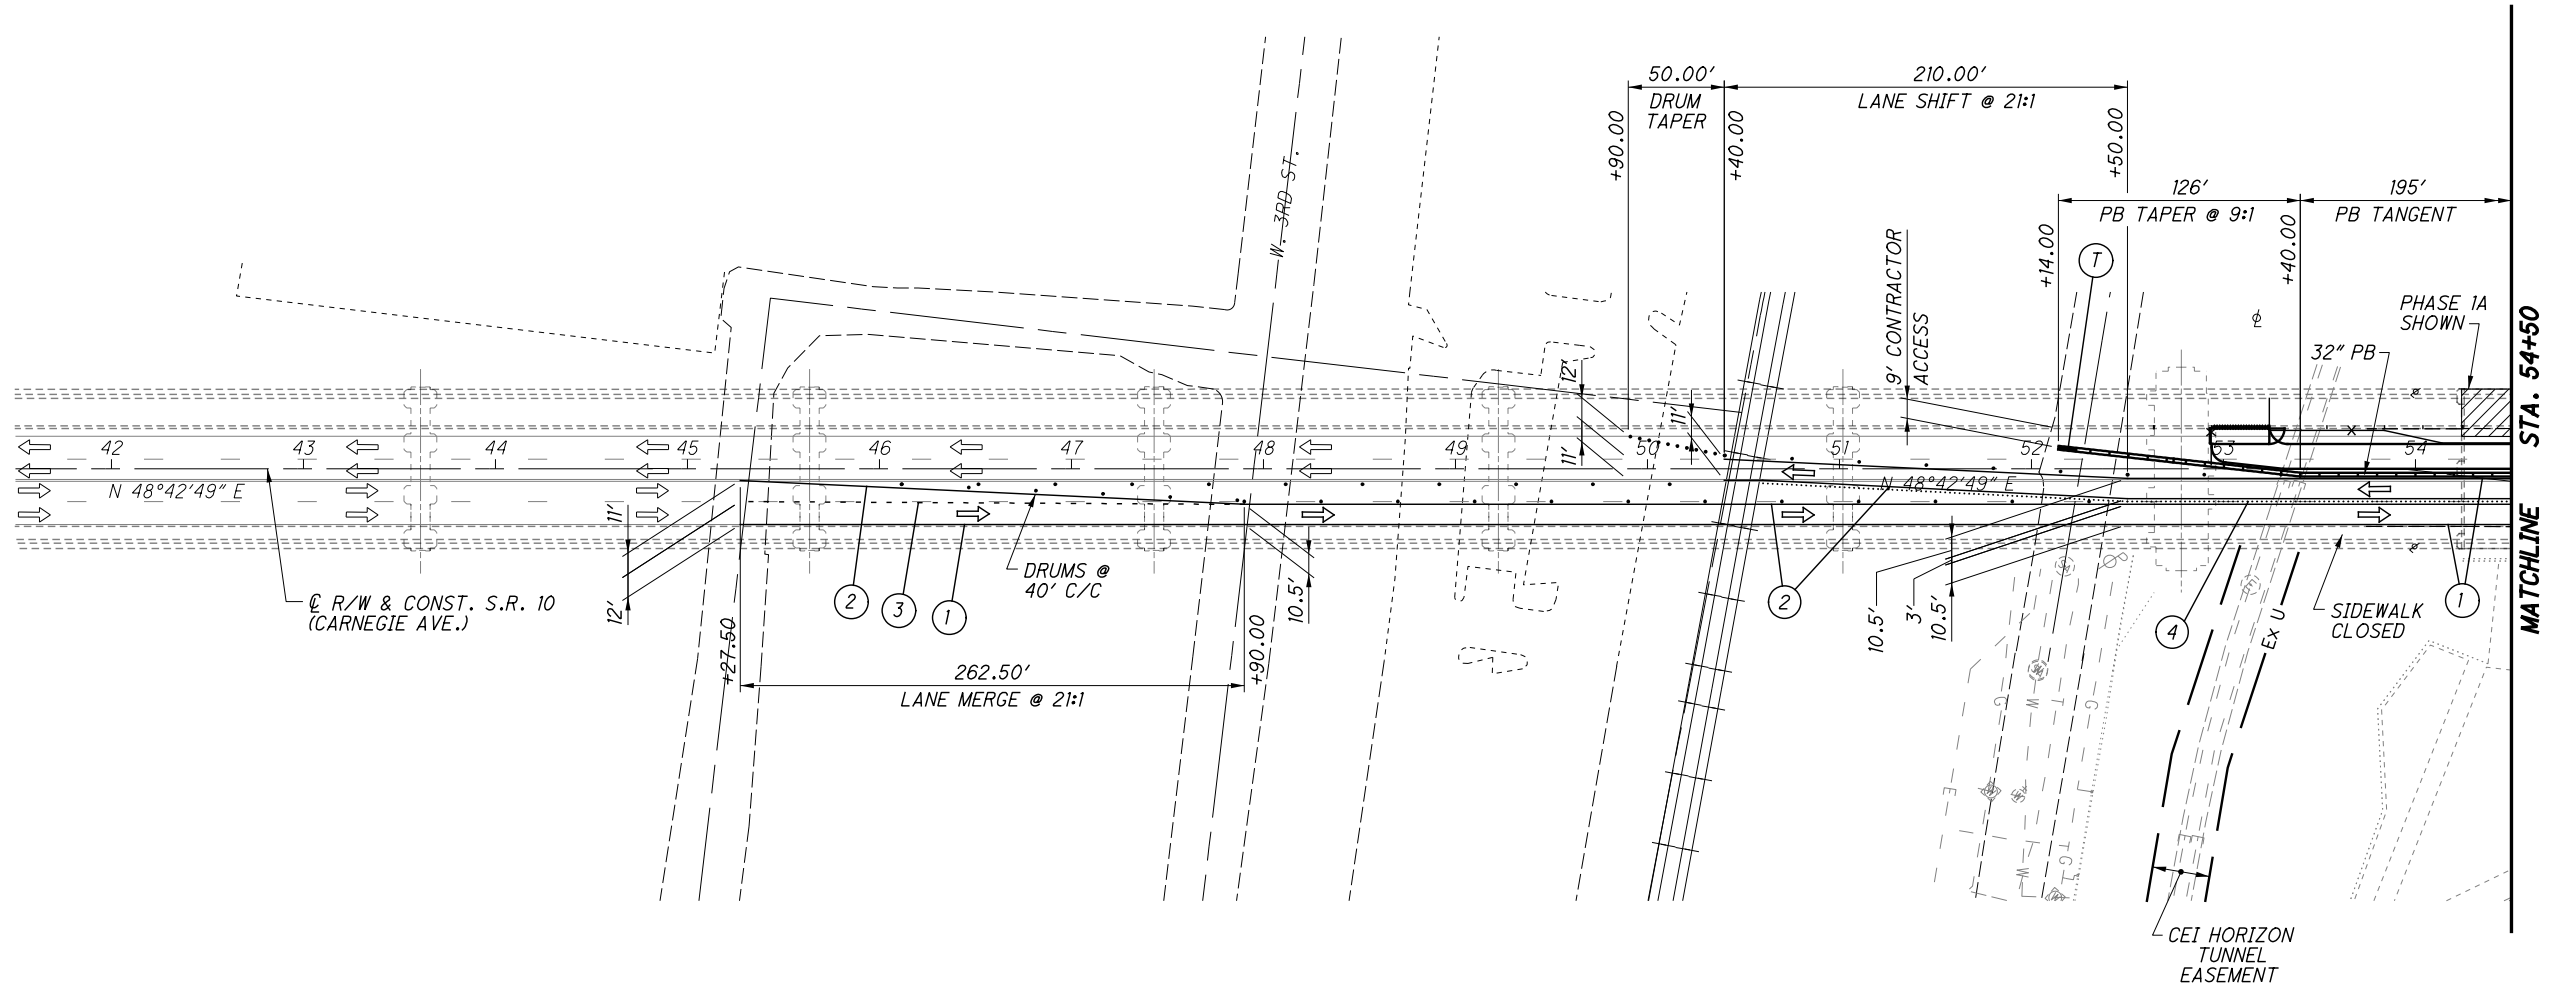 50.00'
DRUM
TAPER
210.00'
LANE SHIFT @ 21:1
+90.00
+40.00
+50.00
126'
PB TAPER @ 9:1
195'
PB TANGENT
+14.00
+40.00
W. 3RD ST.
9' CONTRACTOR
ACCESS
T
PHASE 1A
SHOWN
32" PB
12'
11'
11'
42
43
44
45
46
47
48
49
50
51
52
53
54
N 48°42'49" E
N 48°42'49" E
11'
12'
℄ R/W & CONST. S.R. 10
(CARNEGIE AVE.)
2
3
1
DRUMS @
40' C/C
10.5'
+27.50
+90.00
262.50'
LANE MERGE @ 21:1
2
10.5'
3'
10.5'
4
Ex U
SIDEWALK
CLOSED
1
MATCHLINE STA. 54+50
G
W
T
G
E
E
W
TG
CEI HORIZON
TUNNEL
EASEMENT